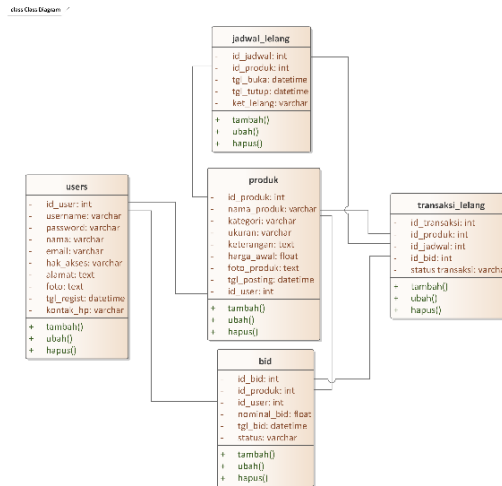 class Class Diagram
jadwal_lelang
- id_jadwal: int
- id_produk: int
- tgl_buka: datetime
- tgl_tutup: datetime
- ket_lelang: varchar
+ tambah()
+ ubah()
+ hapus()
users
- id_user: int
- username: varchar
- password: varchar
- nama: varchar
- email: varchar
- hak_akses: varchar
- alamat: text
- foto: text
- tgl_regist: datetime
- kontak_hp: varchar
+ tambah()
+ ubah()
+ hapus()
produk
- id_produk: int
- nama_produk: varchar
- kategori: varchar
- ukuran: varchar
- keterangan: text
- harga_awal: float
- foto_produk: text
- tgl_posting: datetime
- id_user: int
+ tambah()
+ ubah()
+ hapus()
transaksi_lelang
- id_transaksi: int
- id_produk: int
- id_jadwal: int
- id_bid: int
- status transaksi: varcha
+ tambah()
+ ubah()
+ hapus()
bid
id_bid: int
- id_produk: int
- id_user: int
- nominal_bid: float
- tgl_bid: datetime
- status: varchar
+ tambah()
+ ubah()
+ hapus()